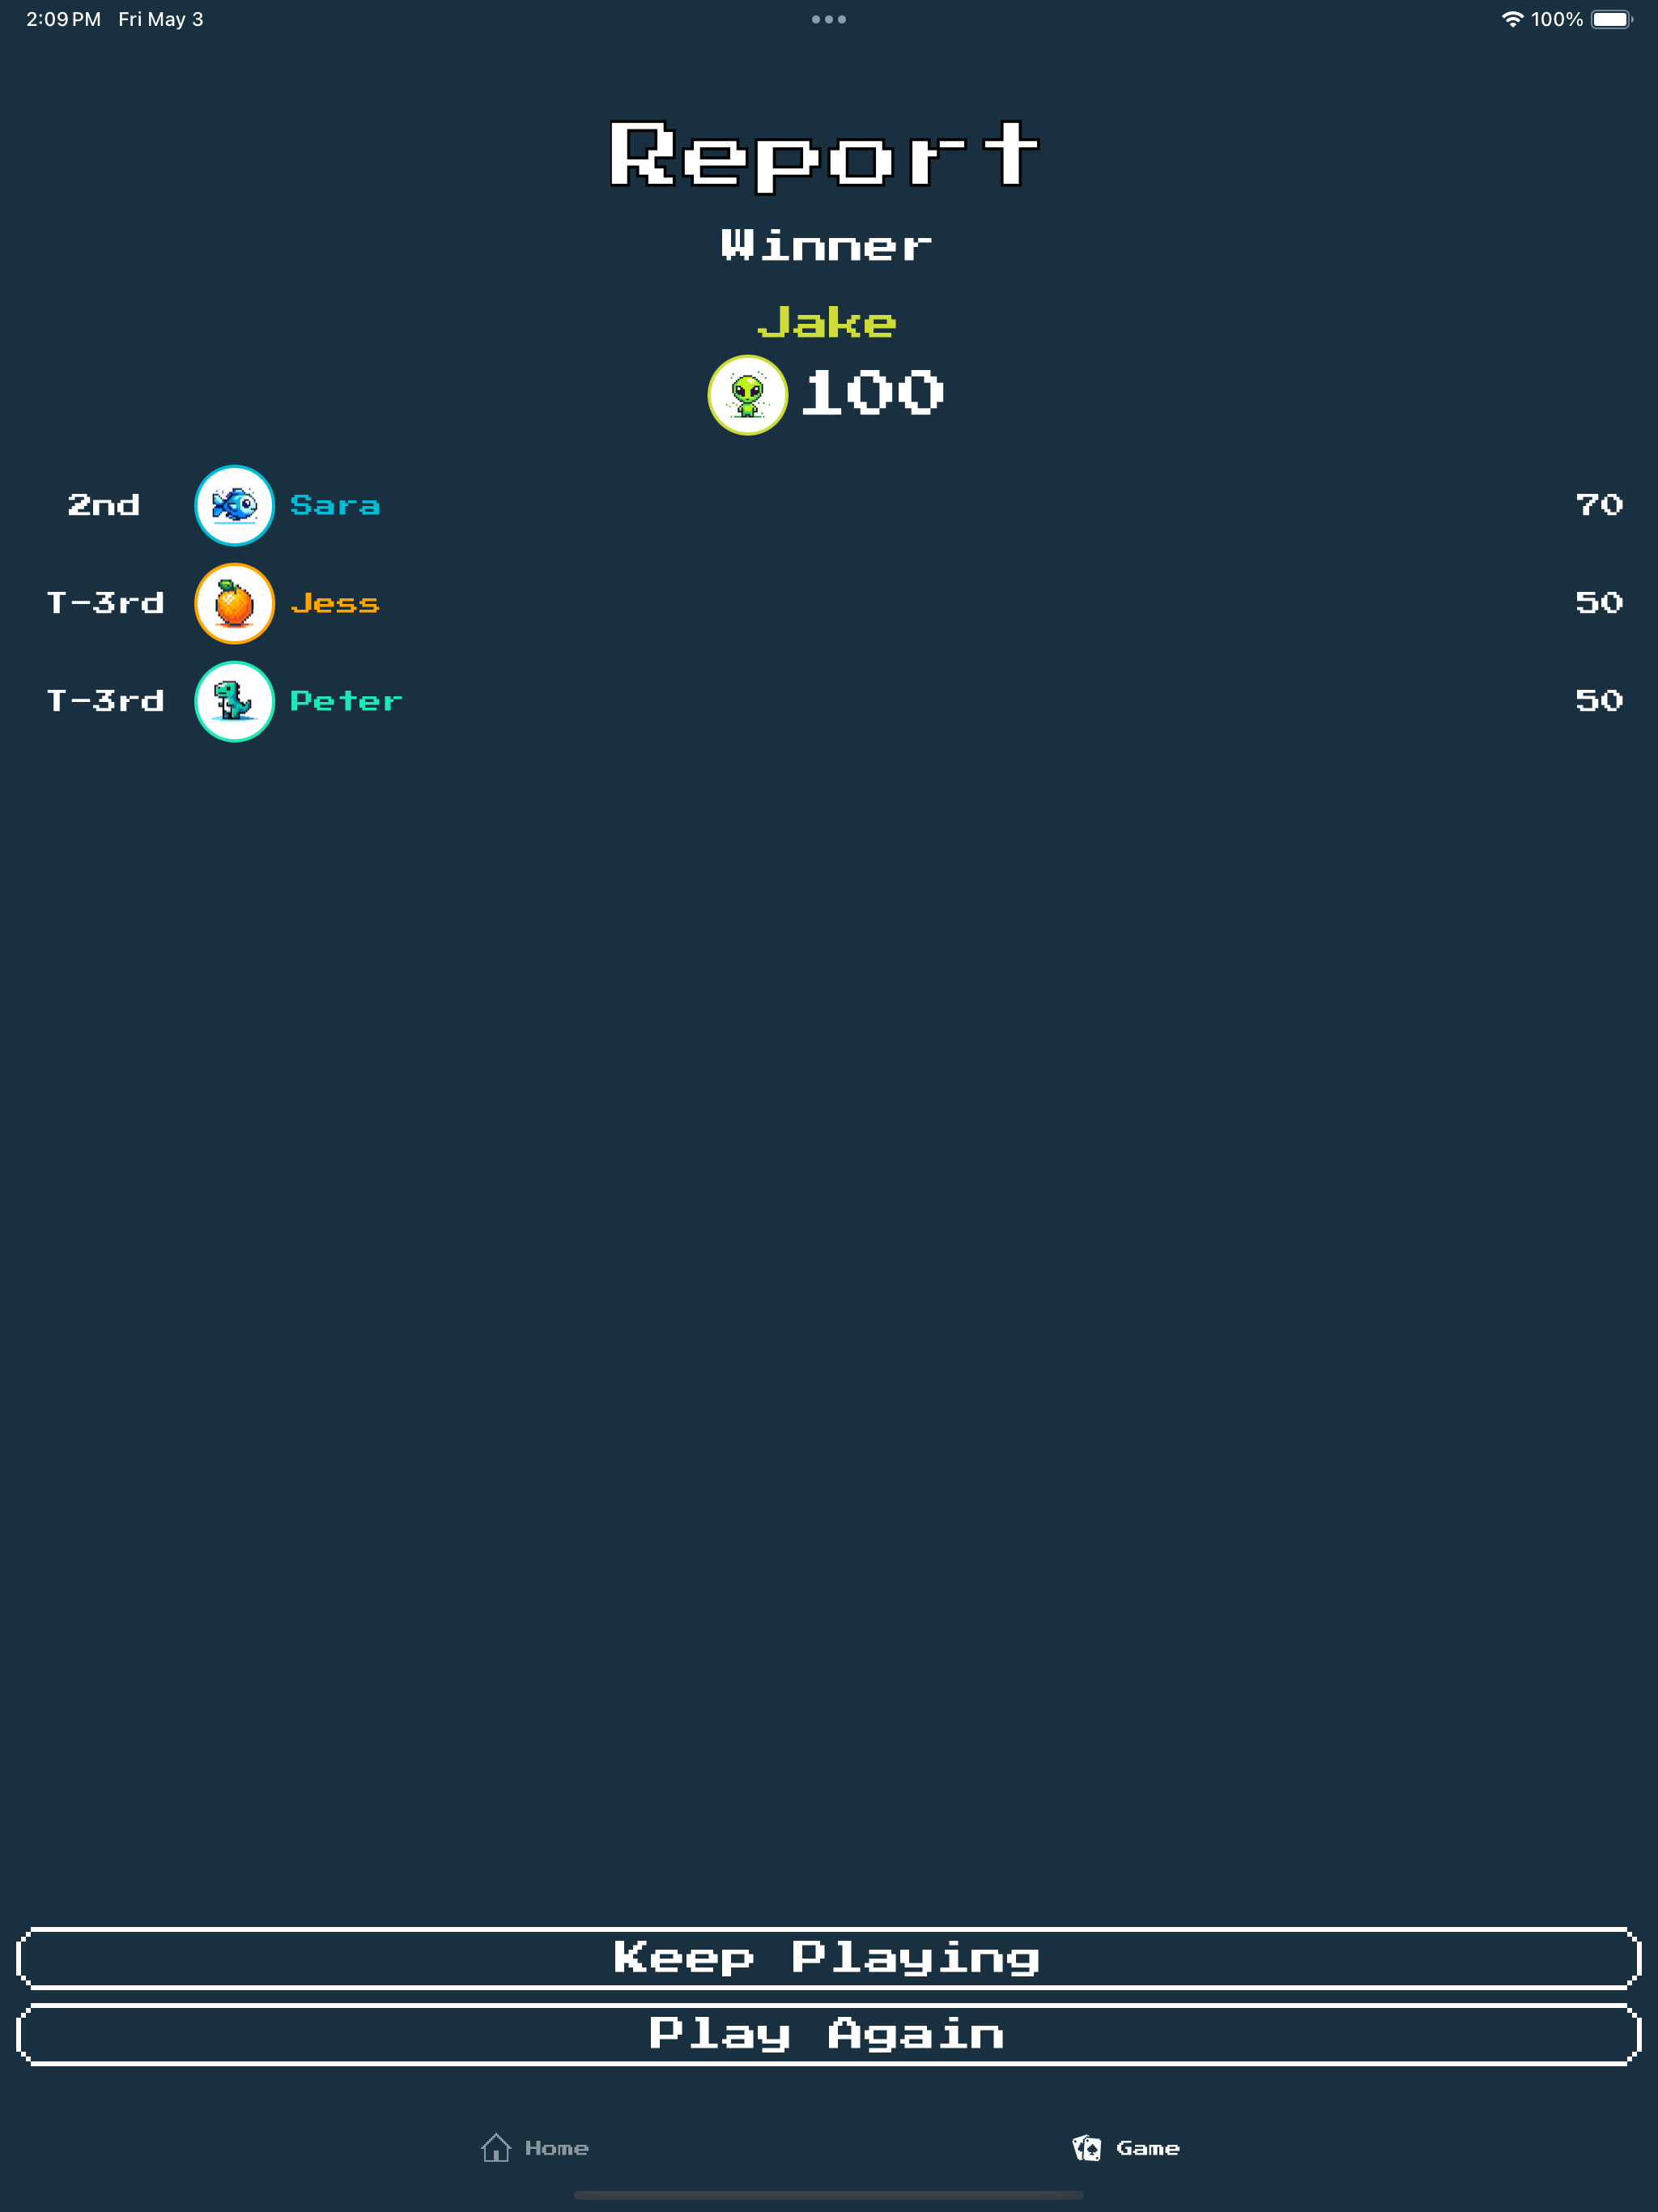 2:09 PM Fri May 3 100%
Report
Winner
Jake
100
2nd Sara 70
T-3rd Jess 50
T-3rd Peter 50
Keep Playing
Play Again
Home Game